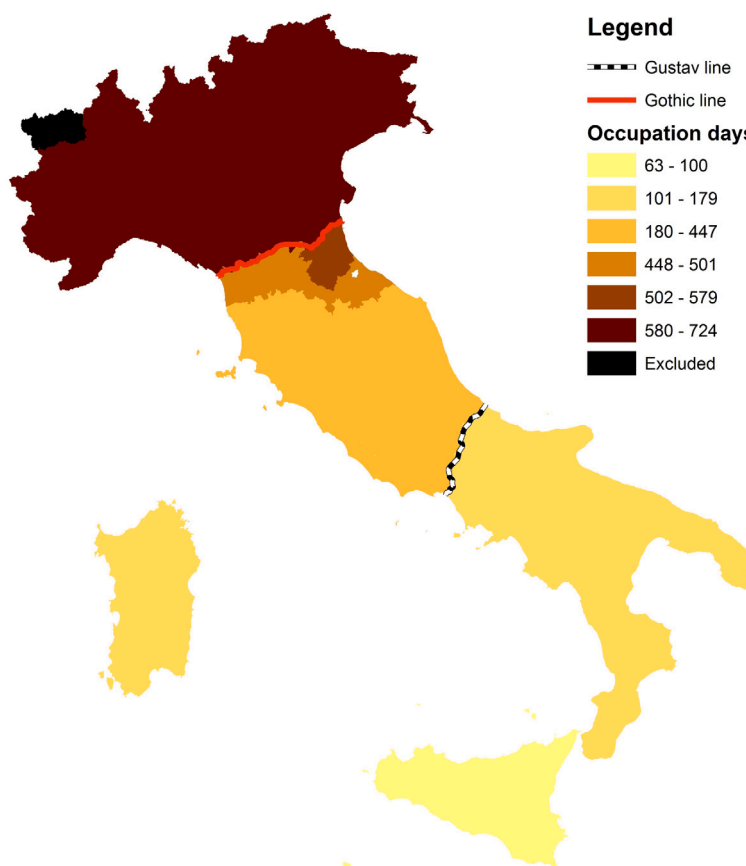 Legend
Gustav line
Gothic line
Occupation days
63 - 100
101 - 179
180 - 447
448 - 501
502 - 579
580 - 724
Excluded